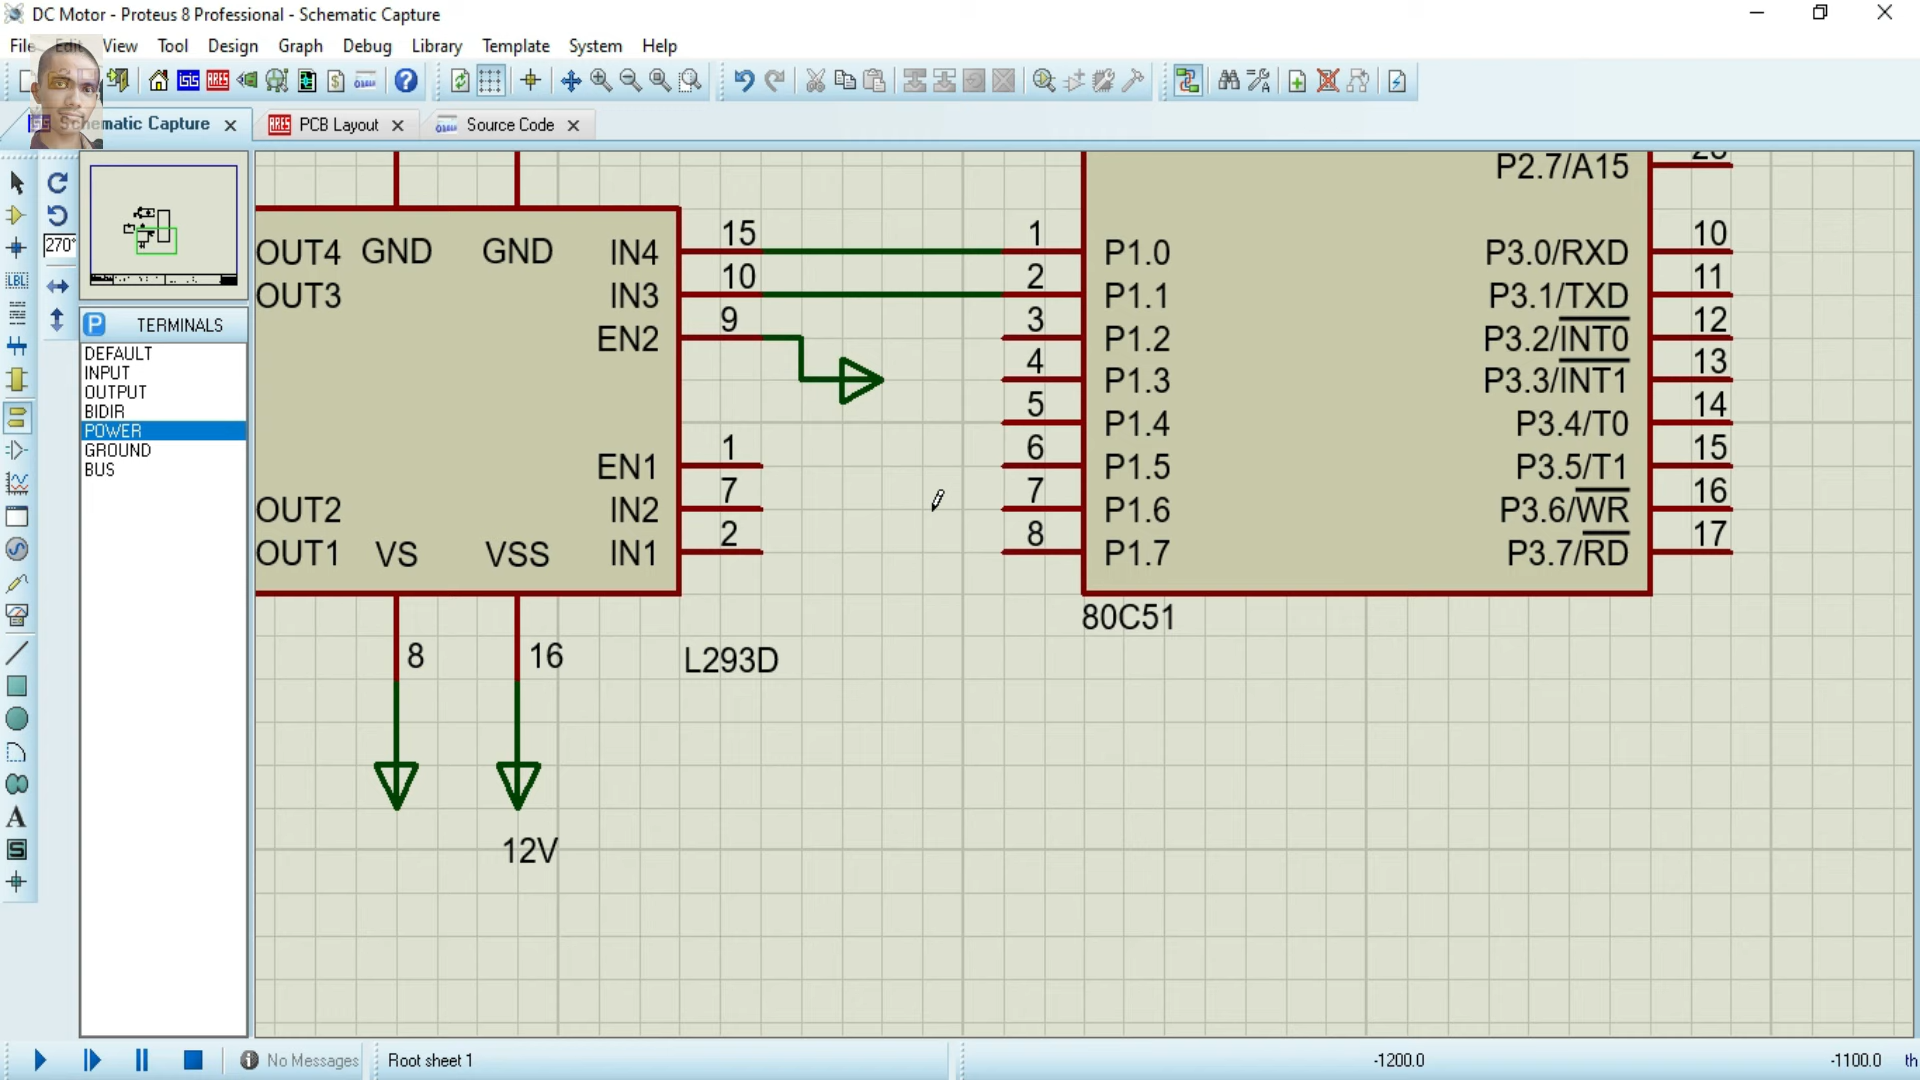 DC Motor - Proteus 8 Professional - Schematic Capture
File Edit View Tool Design Graph Debug Library Template System Help
Schematic Capture
PCB Layout
Source Code
270°
LBL
P TERMINALS
DEFAULT
INPUT
OUTPUT
BIDIR
POWER
GROUND
BUS
OUT4 GND GND IN4 15 1 P1.0 P3.0/RXD 10
OUT3 IN3 10 2 P1.1 P3.1/TXD 11
EN2 9 3 P1.2 P3.2/INT0 12
4 P1.3 P3.3/INT1 13
5 P1.4 P3.4/T0 14
EN1 1 6 P1.5 P3.5/T1 15
OUT2 IN2 7 7 P1.6 P3.6/WR 16
OUT1 VS VSS IN1 2 8 P1.7 P3.7/RD 17
P2.7/A15
80C51
8 16 L293D
12V
No Messages Root sheet 1 -1200.0 -1100.0 th